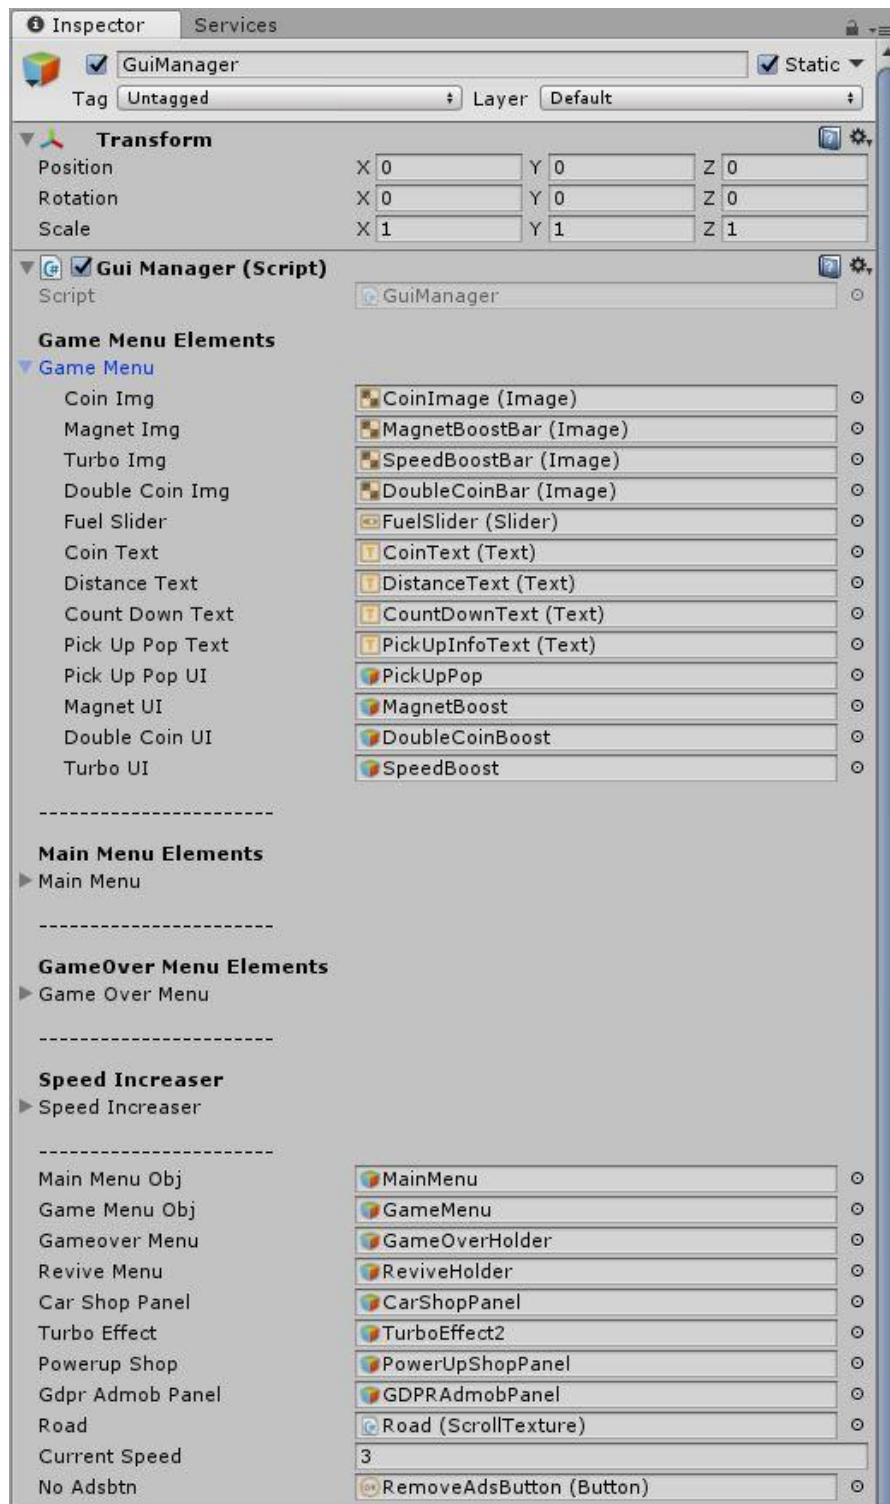 Inspector Services
GuiManager Static
Tag Untagged Layer Default
Transform
Position X 0 Y 0 Z 0
Rotation X 0 Y 0 Z 0
Scale X 1 Y 1 Z 1
Gui Manager (Script)
Script GuiManager
Game Menu Elements
Game Menu
Coin Img CoinImage (Image)
Magnet Img MagnetBoostBar (Image)
Turbo Img SpeedBoostBar (Image)
Double Coin Img DoubleCoinBar (Image)
Fuel Slider FuelSlider (Slider)
Coin Text CoinText (Text)
Distance Text DistanceText (Text)
Count Down Text CountDownText (Text)
Pick Up Pop Text PickUpInfoText (Text)
Pick Up Pop UI PickUpPop
Magnet UI MagnetBoost
Double Coin UI DoubleCoinBoost
Turbo UI SpeedBoost
-----------------------
Main Menu Elements
Main Menu
-----------------------
GameOver Menu Elements
Game Over Menu
-----------------------
Speed Increaser
Speed Increaser
-----------------------
Main Menu Obj MainMenu
Game Menu Obj GameMenu
Gameover Menu GameOverHolder
Revive Menu ReviveHolder
Car Shop Panel CarShopPanel
Turbo Effect TurboEffect2
Powerup Shop PowerUpShopPanel
Gdpr Admob Panel GDPRAdmobPanel
Road Road (ScrollTexture)
Current Speed 3
No Adsbtn RemoveAdsButton (Button)